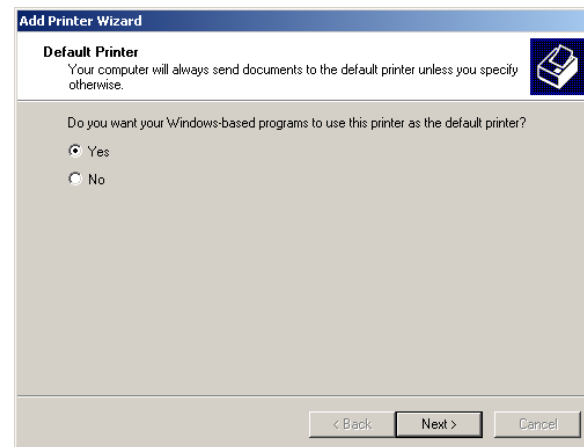 Add Printer Wizard
Default Printer
Your computer will always send documents to the default printer unless you specify
otherwise.
Do you want your Windows-based programs to use this printer as the default printer?
Yes
No
< Back
Next >
Cancel